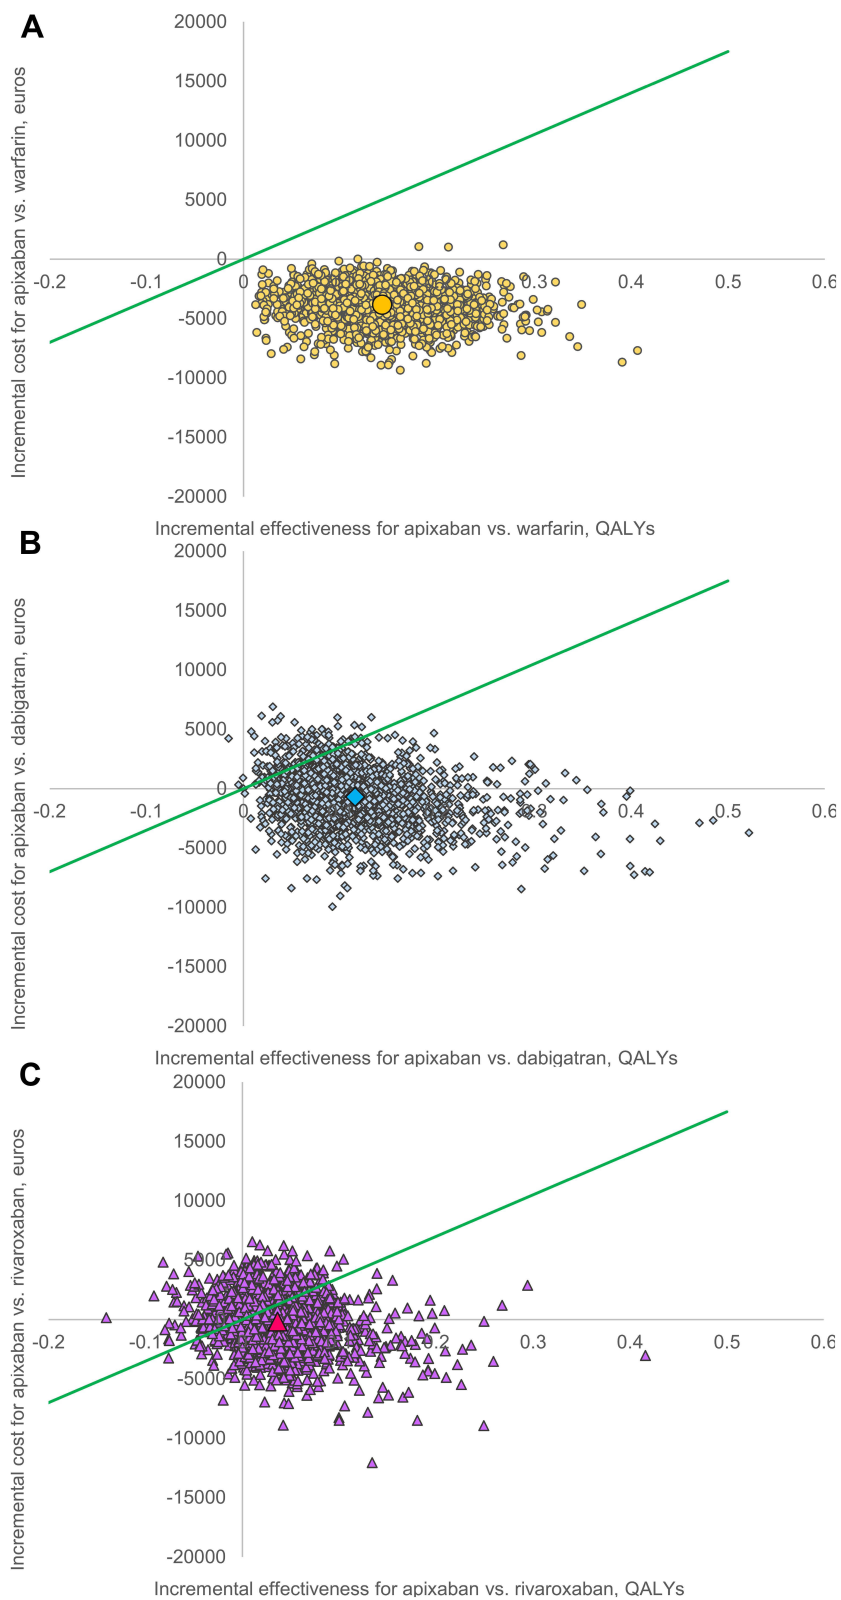 A
20000
15000
10000
5000
0
-0.2 -0.1 0 0.3 0.4 0.5 0.6
-5000
-10000
-15000
-20000
Incremental cost for apixaban vs. warfarin, euros
Incremental effectiveness for apixaban vs. warfarin, QALYs
B
20000
15000
10000
5000
0
-0.2 -0.1 0 0.3 0.4 0.5 0.6
-5000
-10000
-15000
-20000
Incremental cost for apixaban vs. dabigatran, euros
Incremental effectiveness for apixaban vs. dabigatran, QALYs
C
20000
15000
10000
5000
-0.2 -0.1 0.2 0.3 0.4 0.5 0.6
-5000
-10000
-15000
-20000
Incremental cost for apixaban vs. rivaroxaban, euros
Incremental effectiveness for apixaban vs. rivaroxaban, QALYs